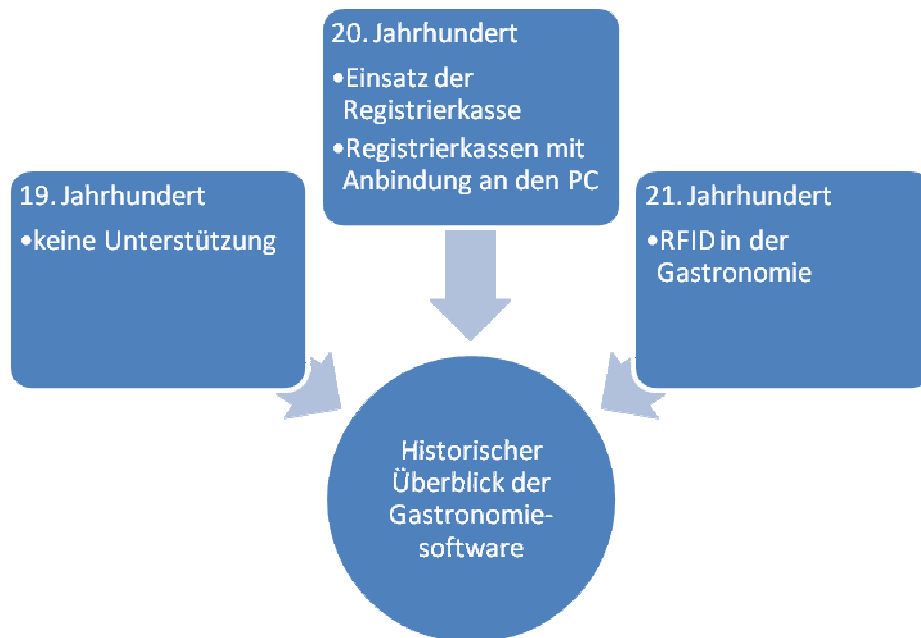 19. Jahrhundert
•keine Unterstützung
20. Jahrhundert
•Einsatz der
Registrierkasse
•Registrierkassen mit
Anbindung an den PC
21. Jahrhundert
•RFID in der
Gastronomie
Historischer
Überblick der
Gastronomie-
software